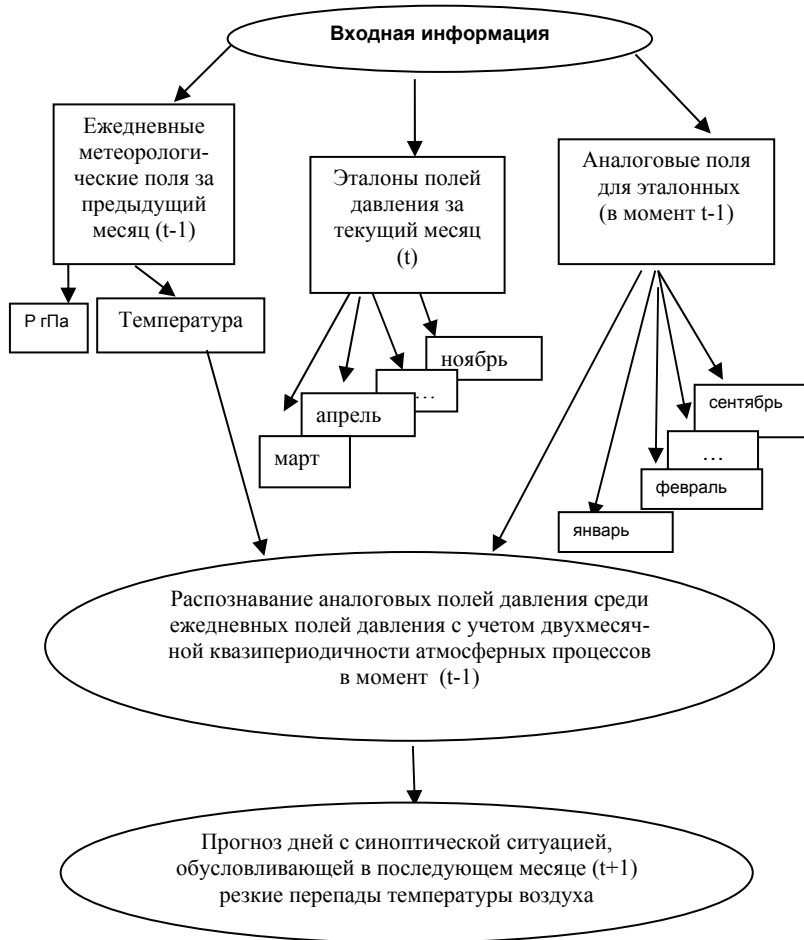 Входная информация
Ежедневные
метеорологи-
ческие поля за
предыдущий
месяц (t-1)
Эталоны полей
давления за
текущий месяц
(t)
Аналоговые поля
для эталонных
(в момент t-1)
Р гПа
Температура
ноябрь
...
апрель
март
сентябрь
…
февраль
январь
Распознавание аналоговых полей давления среди
ежедневных полей давления с учетом двухмесяч-
ной квазипериодичности атмосферных процессов
в момент (t-1)
Прогноз дней с синоптической ситуацией,
обусловливающей в последующем месяце (t+1)
резкие перепады температуры воздуха